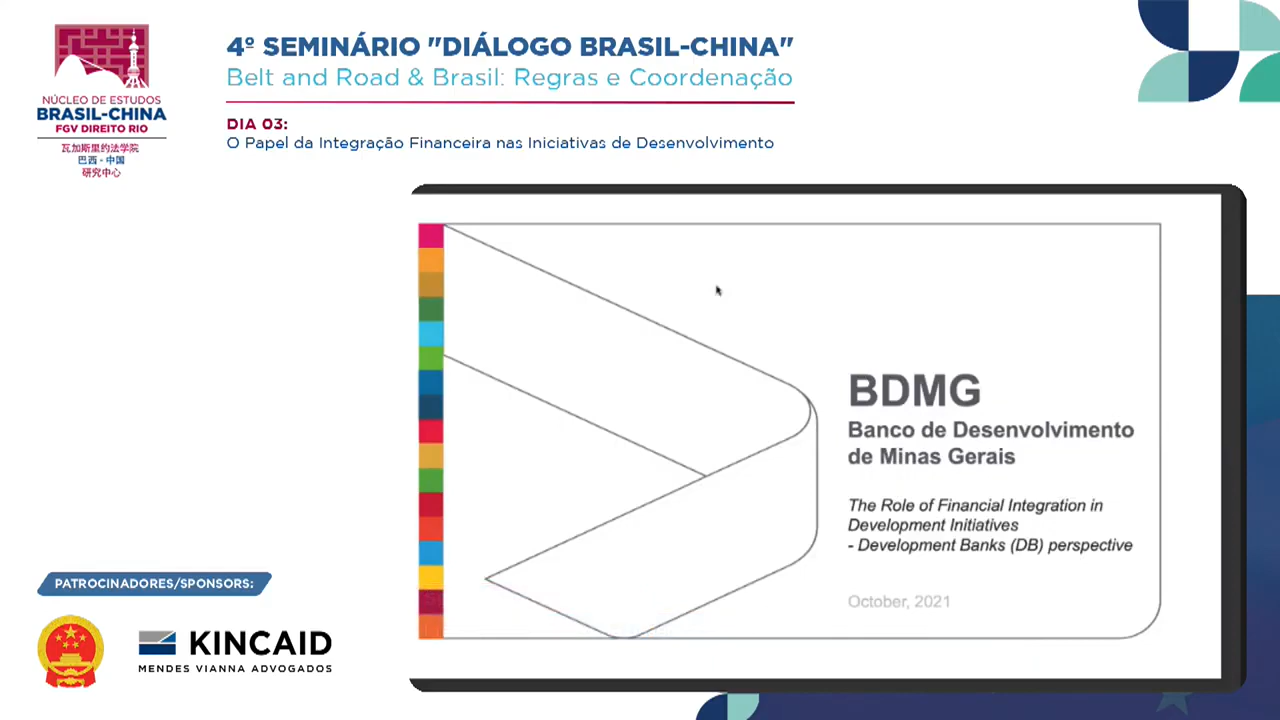 4º SEMINÁRIO "DIÁLOGO BRASIL-CHINA"
Belt and Road & Brasil: Regras e Coordenação
NÚCLEO DE ESTUDOS
BRASIL-CHINA
FGV DIREITO RIO
瓦加斯里约法学院
巴西 - 中国
研究中心
DIA 03:
O Papel da Integração Financeira nas Iniciativas de Desenvolvimento
BDMG
Banco de Desenvolvimento
de Minas Gerais
The Role of Financial Integration in
Development Initiatives
- Development Banks (DB) perspective
October, 2021
PATROCINADORES/SPONSORS:
KINCAID
MENDES VIANNA ADVOGADOS